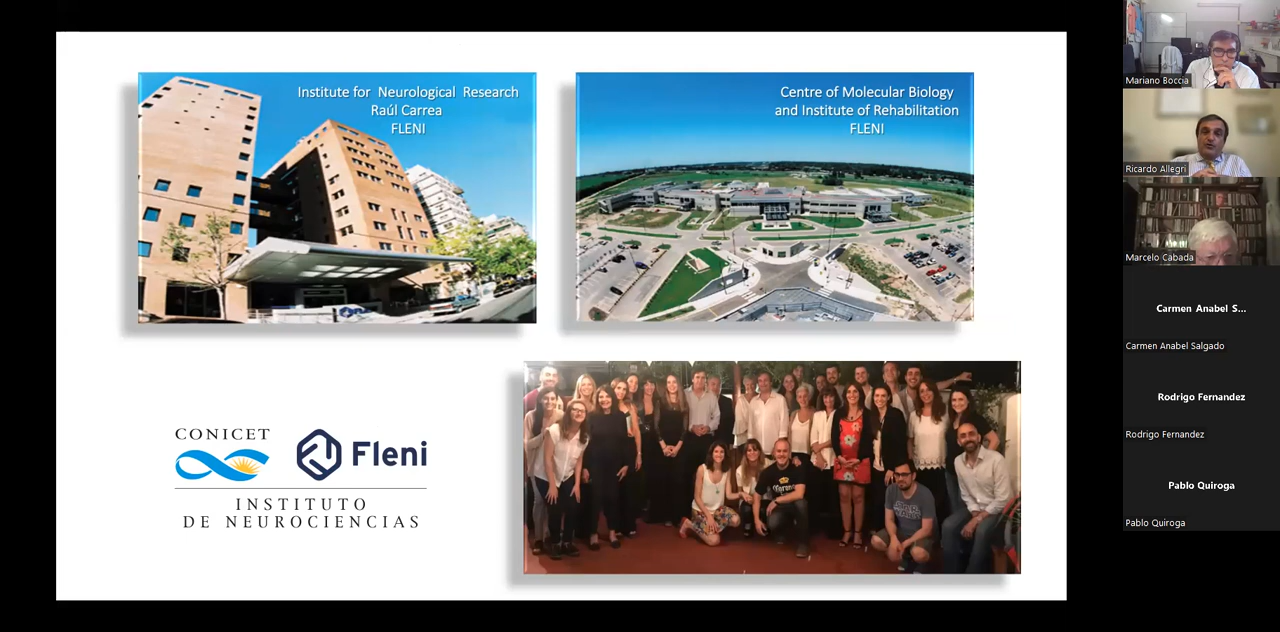 Institute for Neurological Research
Raúl Carrea
FLENI
Centre of Molecular Biology
and Institute of Rehabilitation
FLENI
CONICET
Fleni
INSTITUTO
DE NEUROCIENCIAS
Mariano Boccia
Ricardo Allegri
Marcelo Cabada
Carmen Anabel S...
Carmen Anabel Salgado
Rodrigo Fernandez
Rodrigo Fernandez
Pablo Quiroga
Pablo Quiroga